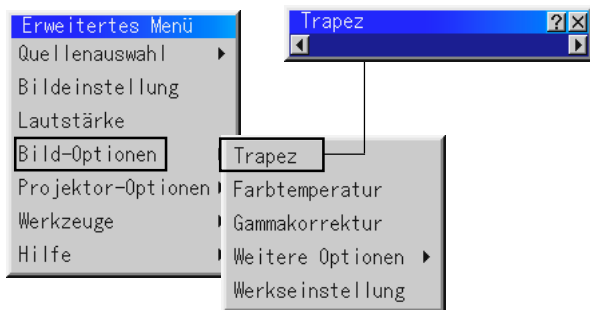 Erweitertes Menü
Quellenauswahl
Bildeinstellung
Lautstärke
Bild-Optionen
Projektor-Optionen
Werkzeuge
Hilfe
Trapez
Farbtemperatur
Gammakorrektur
Weitere Optionen
Werkseinstellung
Trapez
?